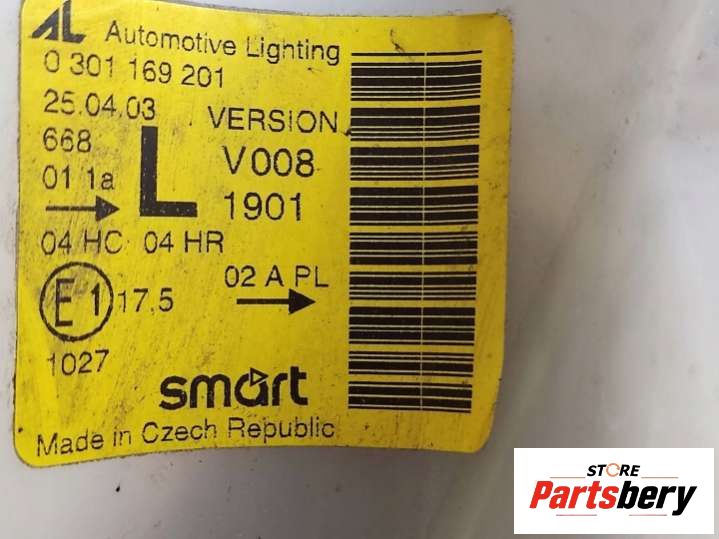 AL Automotive Lighting
0 301 169 201
25.04.03
VERSION
668
V008
01 1a
L
1901
04 HC 04 HR
02 A PL
E1 17,5
1027
smart
Made in Czech Republic
STORE
Partsbery